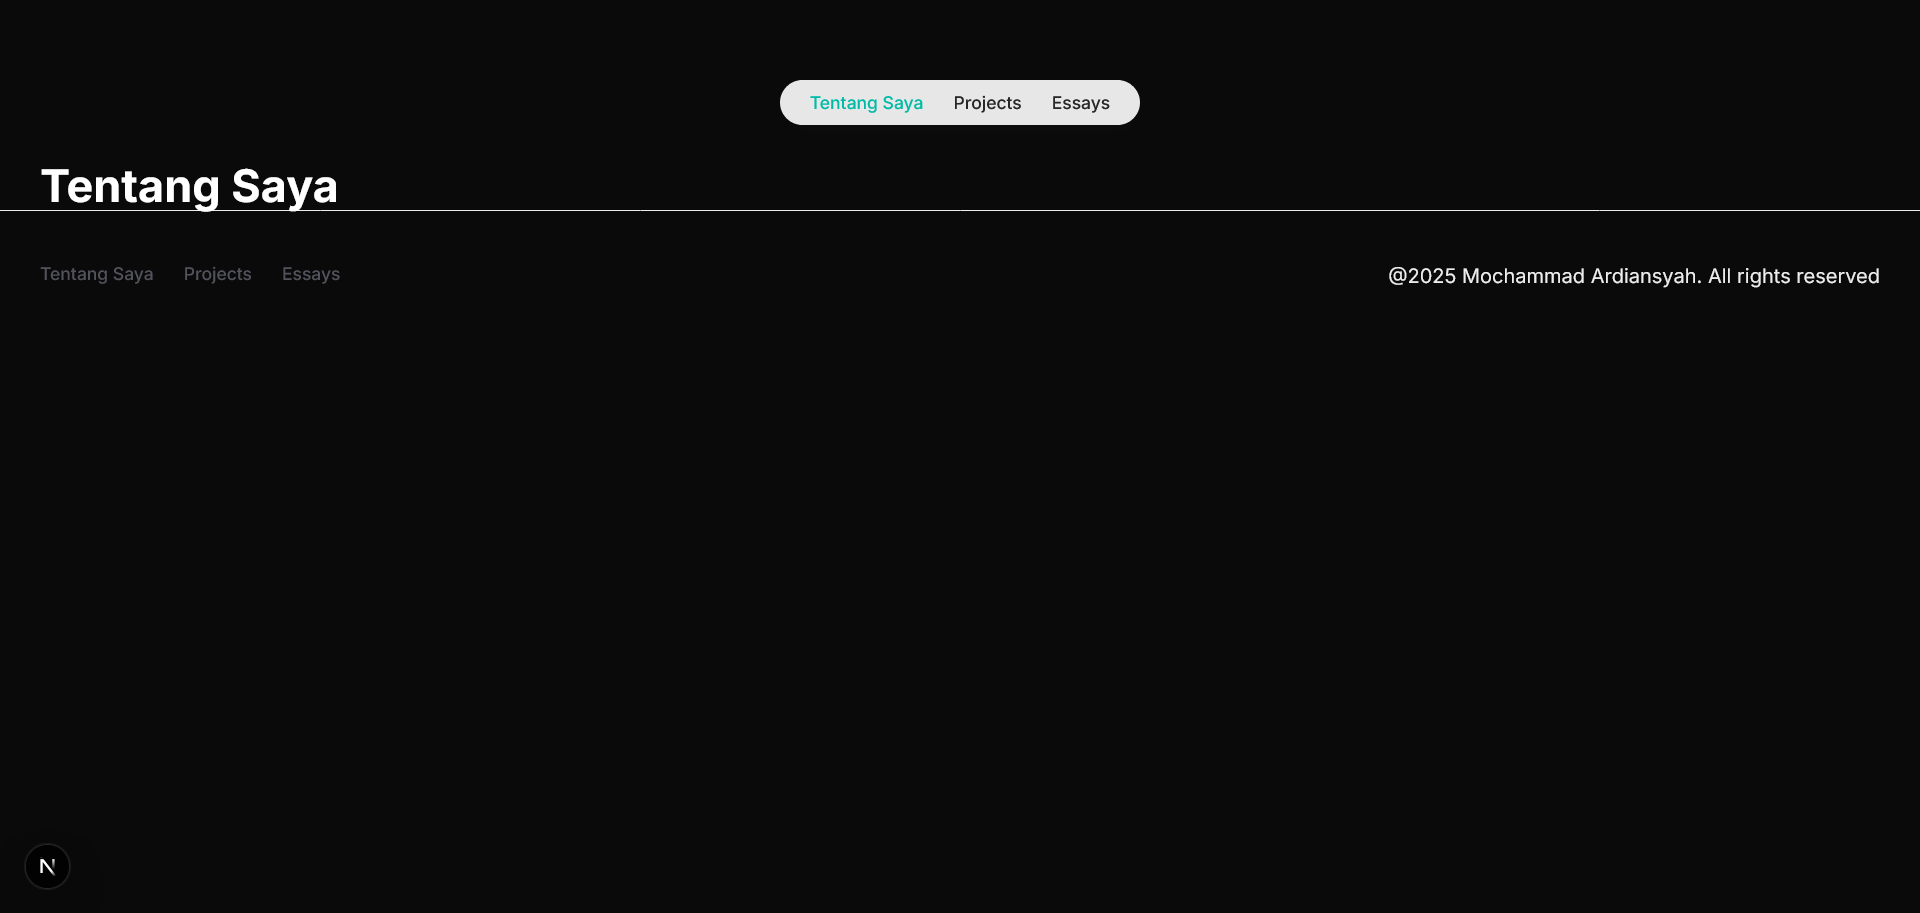 Tentang Saya Projects Essays
Tentang Saya
Tentang Saya Projects Essays
@2025 Mochammad Ardiansyah. All rights reserved
N